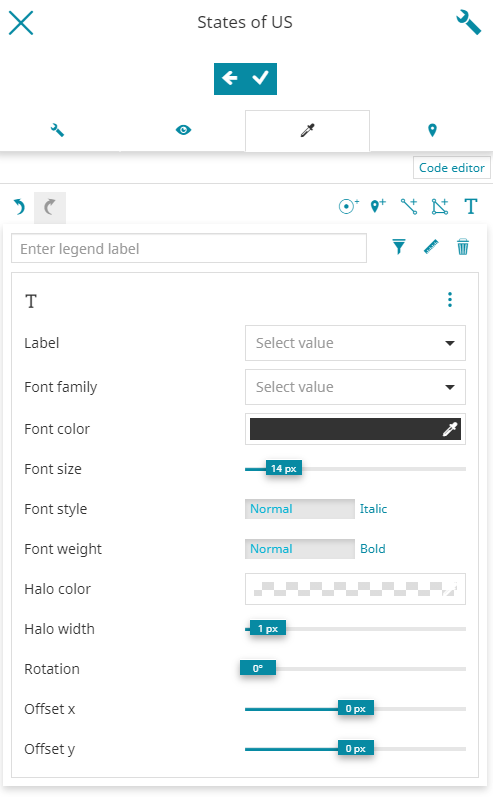 States of US
Code editor
T
Enter legend label
T
Label Select value
Font family Select value
Font color
Font size 14 px
Font style Normal Italic
Font weight Normal Bold
Halo color
Halo width 1 px
Rotation 0°
Offset x 0 px
Offset y 0 px